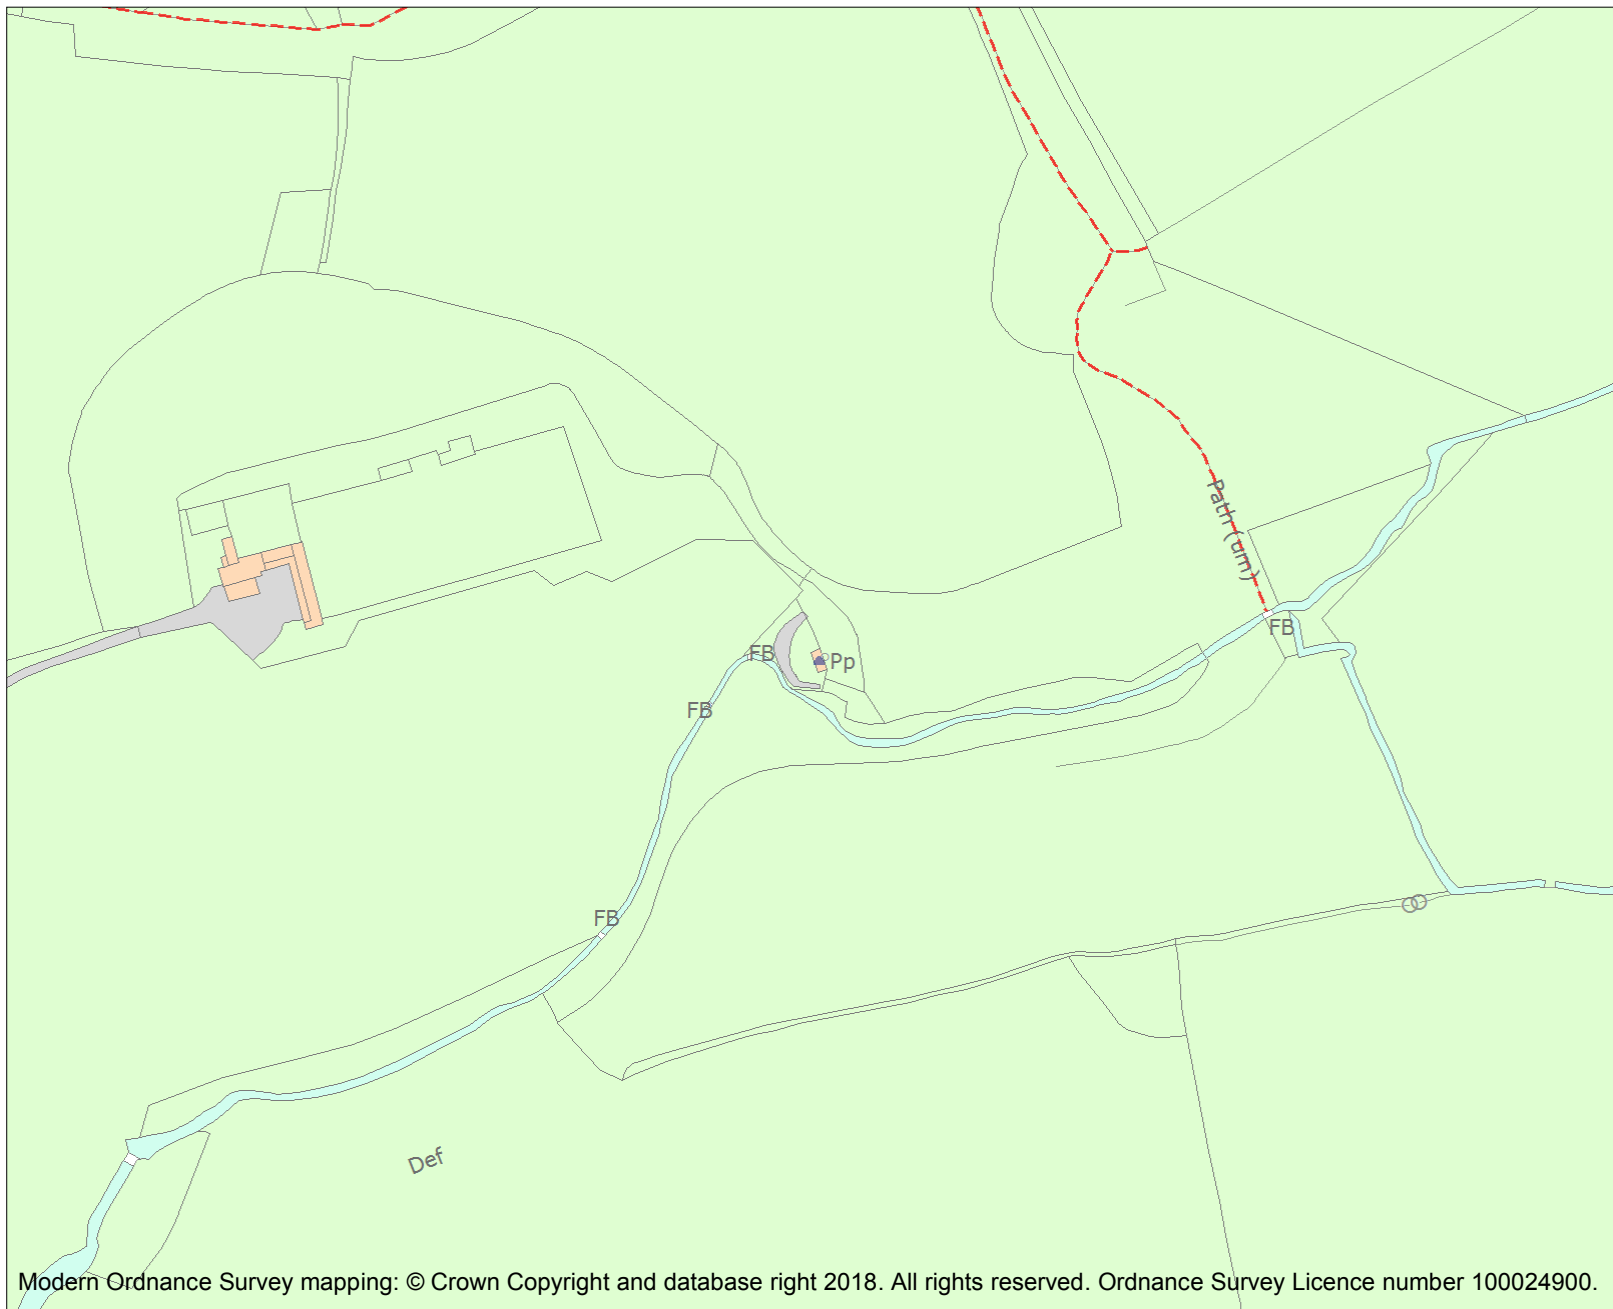 Path (um)
FB
FB
Pp
FB
FB
Def
Modern Ordnance Survey mapping: © Crown Copyright and database right 2018. All rights reserved. Ordnance Survey Licence number 100024900.